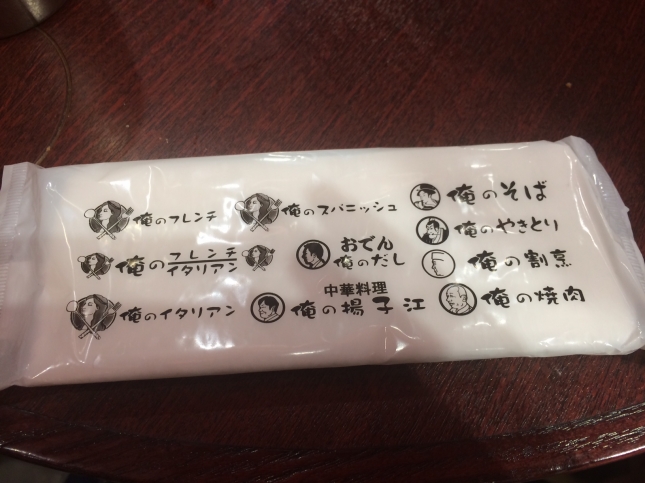 俺のフレンチ
俺のスパニッシュ
俺のそば
俺のやきとり
俺のフレンチ
イタリアン
おでん
俺のだし
俺の割烹
俺のイタリアン
中華料理
俺の揚子江
俺の焼肉